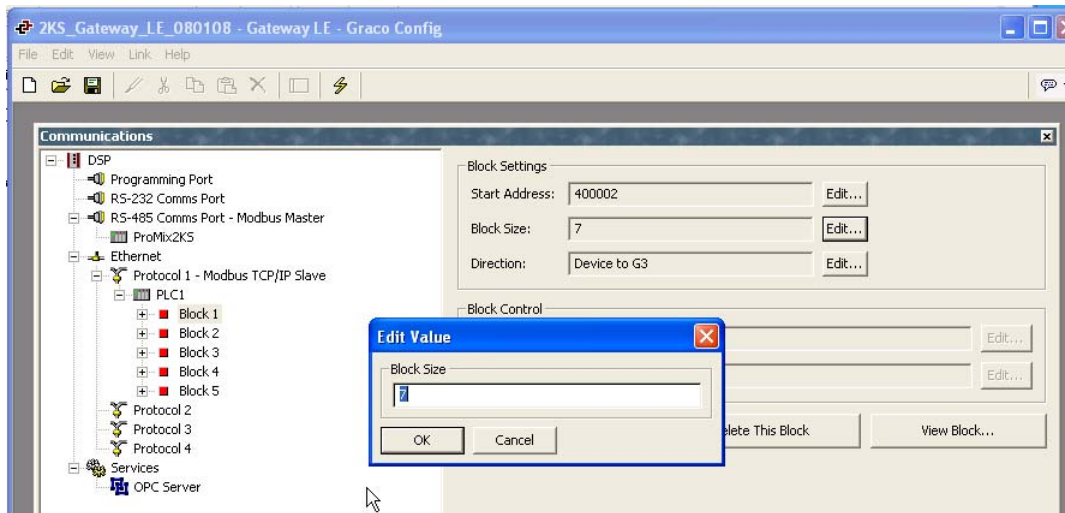 2KS_Gateway_LE_080108 - Gateway LE - Graco Config
File Edit View Link Help
Communications
DSP
Programming Port
RS-232 Comms Port
RS-485 Comms Port - Modbus Master
ProMix2KS
Ethernet
Protocol 1 - Modbus TCP/IP Slave
PLC1
Block 1
Block 2
Block 3
Block 4
Block 5
Protocol 2
Protocol 3
Protocol 4
Services
OPC Server
Block Settings
Start Address: 400002 Edit...
Block Size: 7 Edit...
Direction: Device to G3 Edit...
Block Control
Edit...
Edit...
This Block View Block...
Edit Value
Block Size
7
OK Cancel